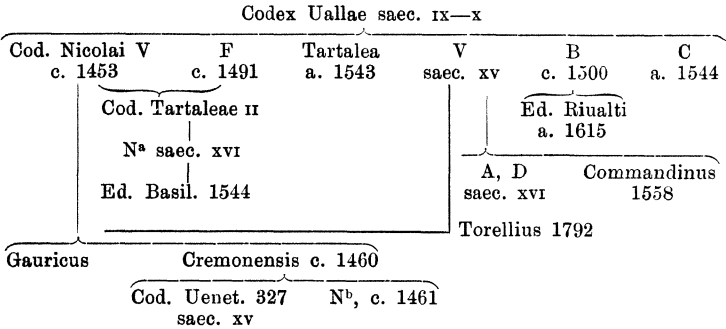 Codex Uallae saec. IX—X
Cod. Nicolai V F Tartalea V B C
c. 1453 c. 1491 a. 1543 saec. XV c. 1500 a. 1544
Cod. Tartaleae II Ed. Riualti
a. 1615
Nᵃ saec. XVI
A, D Commandinus
Ed. Basil. 1544 saec. XVI 1558
Torellius 1792
Gauricus Cremonensis c. 1460
Cod. Uenet. 327 Nᵇ, c. 1461
saec. XV